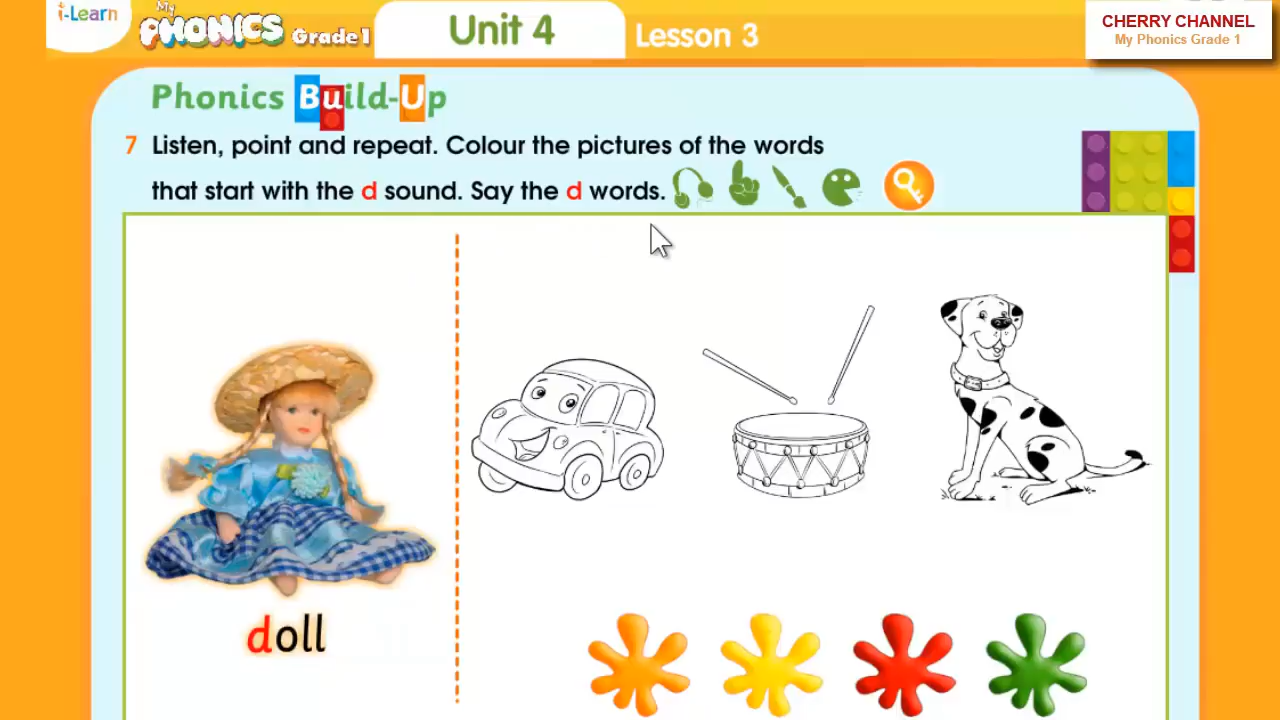 i-Learn
My
PHONICS Grade 1
Unit 4
Lesson 3
CHERRY CHANNEL
My Phonics Grade 1
Phonics Build-Up
7 Listen, point and repeat. Colour the pictures of the words
that start with the d sound. Say the d words.
doll